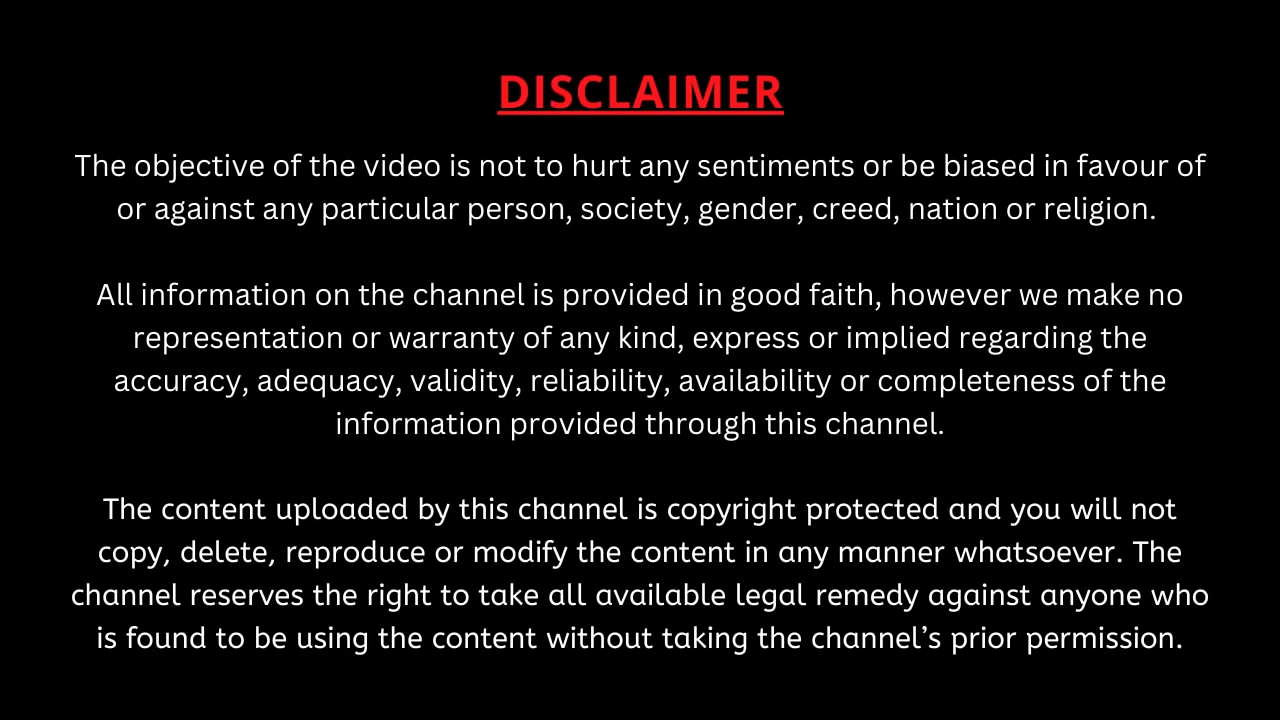 DISCLAIMER
The objective of the video is not to hurt any sentiments or be biased in favour of
or against any particular person, society, gender, creed, nation or religion.
All information on the channel is provided in good faith, however we make no
representation or warranty of any kind, express or implied regarding the
accuracy, adequacy, validity, reliability, availability or completeness of the
information provided through this channel.
The content uploaded by this channel is copyright protected and you will not
copy, delete, reproduce or modify the content in any manner whatsoever. The
channel reserves the right to take all available legal remedy against anyone who
is found to be using the content without taking the channel’s prior permission.